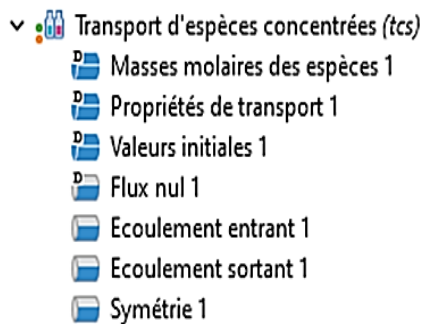 Transport d'espèces concentrées (tcs)
D Masses molaires des espèces 1
D Propriétés de transport 1
D Valeurs initiales 1
D Flux nul 1
Ecoulement entrant 1
Ecoulement sortant 1
Symétrie 1